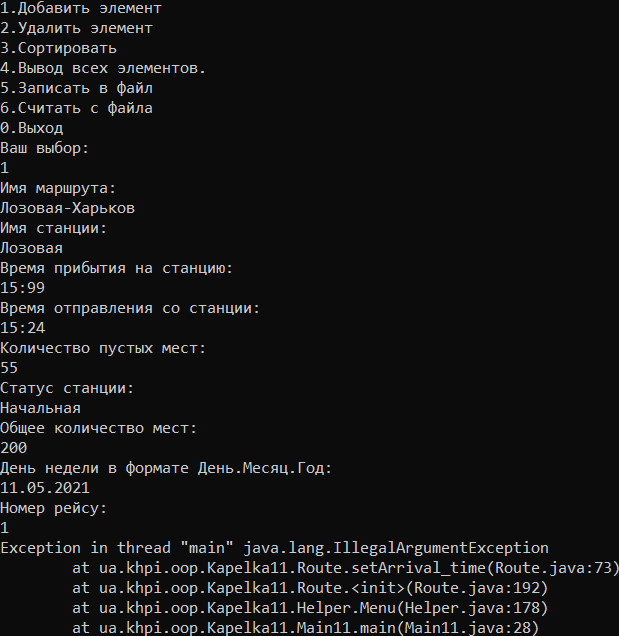 1.Добавить элемент
2.Удалить элемент
3.Сортировать
4.Вывод всех элементов.
5.Записать в файл
6.Считать с файла
0.Выход
Ваш выбор:
1
Имя маршрута:
Лозовая-Харьков
Имя станции:
Лозовая
Время прибытия на станцию:
15:99
Время отправления со станции:
15:24
Количество пустых мест:
55
Статус станции:
Начальная
Общее количество мест:
200
День недели в формате День.Месяц.Год:
11.05.2021
Номер рейсу:
1
Exception in thread "main" java.lang.IllegalArgumentException
at ua.khpi.oop.Kapelka11.Route.setArrival_time(Route.java:73)
at ua.khpi.oop.Kapelka11.Route.<init>(Route.java:192)
at ua.khpi.oop.Kapelka11.Helper.Menu(Helper.java:178)
at ua.khpi.oop.Kapelka11.Main11.main(Main11.java:28)